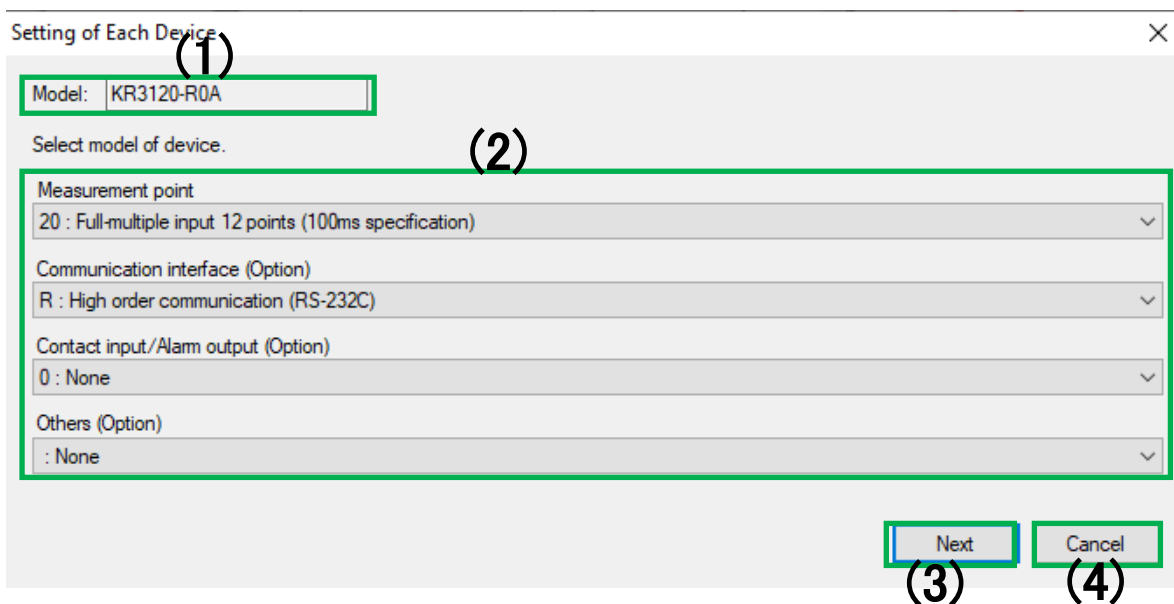 Setting of Each Device
(1)
Model: KR3120-R0A
Select model of device.
(2)
Measurement point
20 : Full-multiple input 12 points (100ms specification)
Communication interface (Option)
R : High order communication (RS-232C)
Contact input/Alarm output (Option)
0 : None
Others (Option)
: None
Next Cancel
(3) (4)